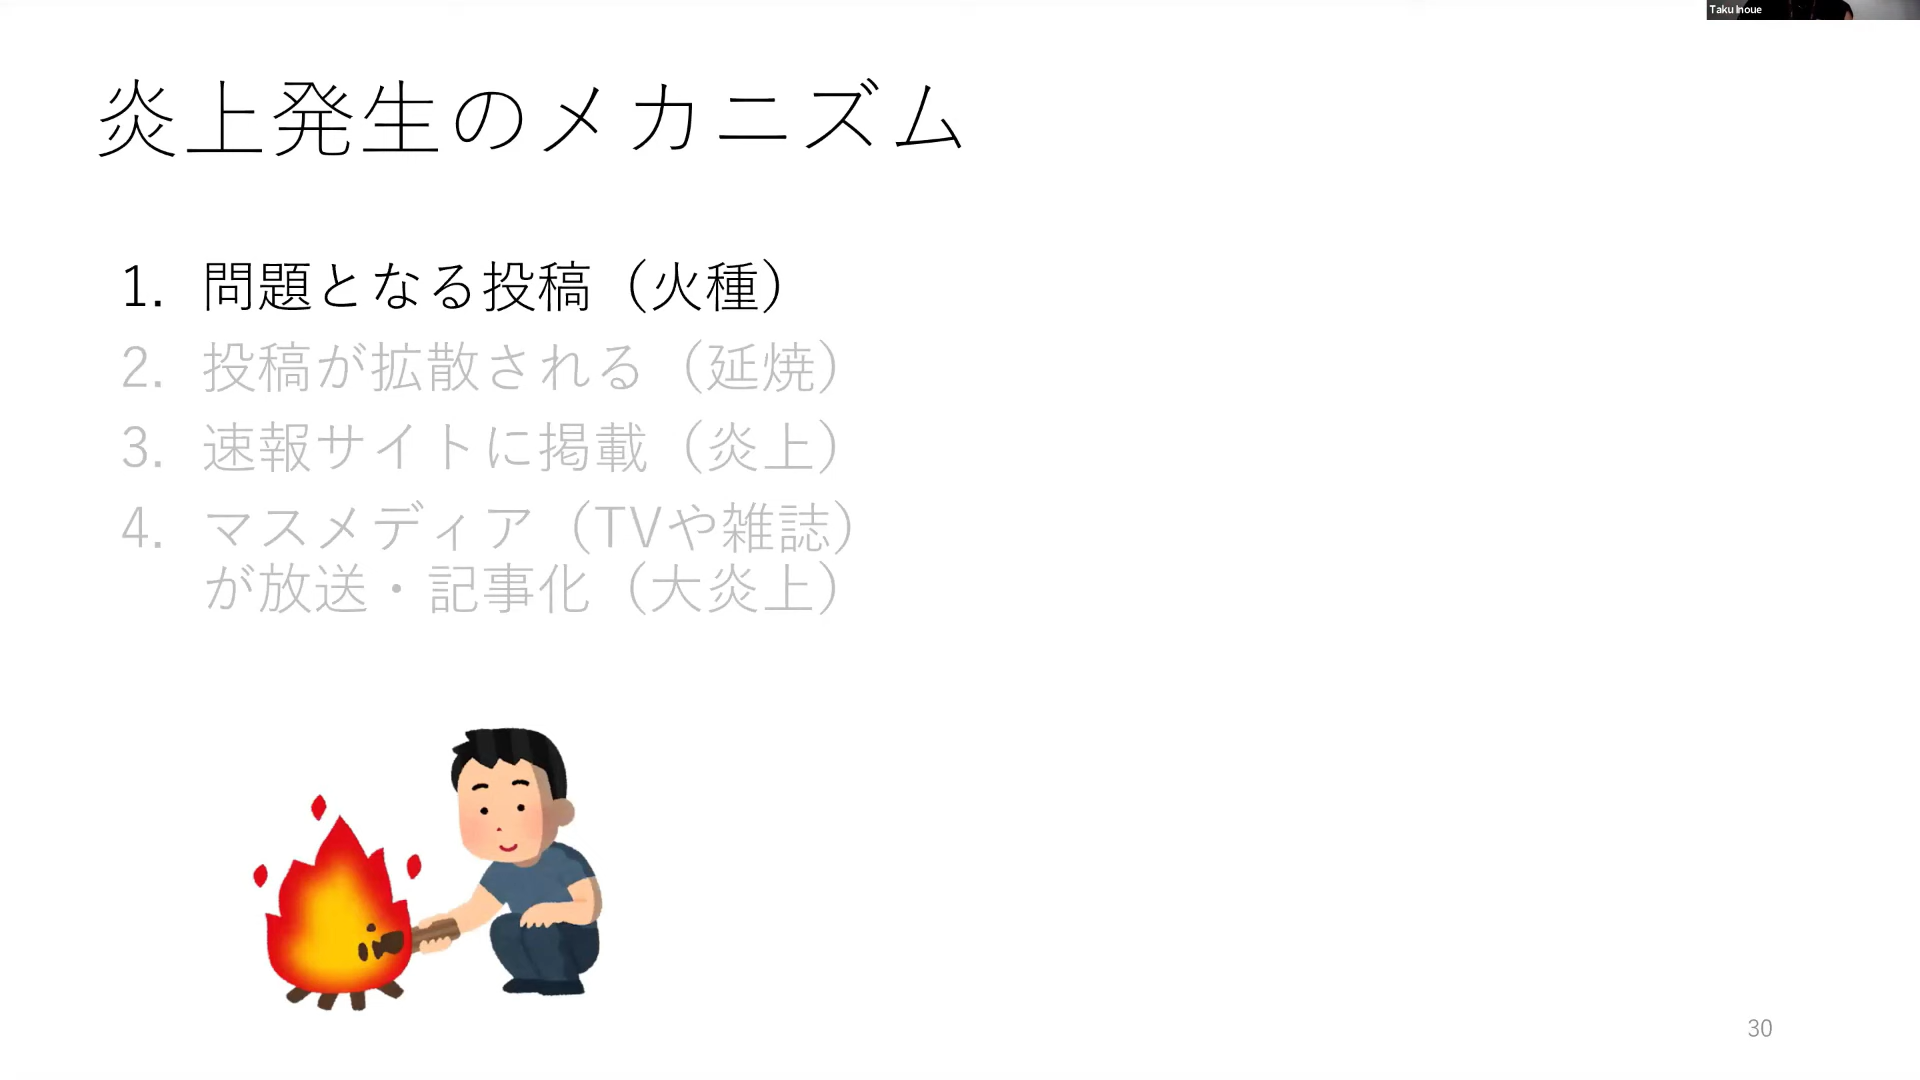 Taku Inoue
炎上発生のメカニズム
1. 問題となる投稿（火種）
2. 投稿が拡散される（延焼）
3. 速報サイトに掲載（炎上）
4. マスメディア（TVや雑誌）
が放送・記事化（大炎上）
30